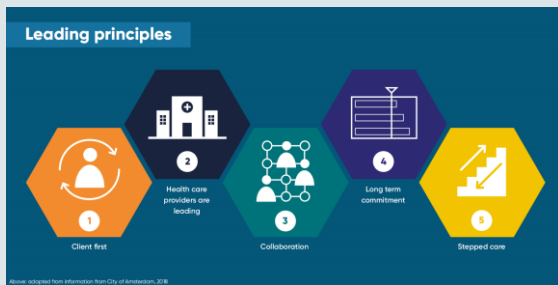 Leading principles
1
Client first
2
Health care
providers are
leading
3
Collaboration
4
Long term
commitment
5
Stepped care
Above: adapted from information from City of Amsterdam, 2018